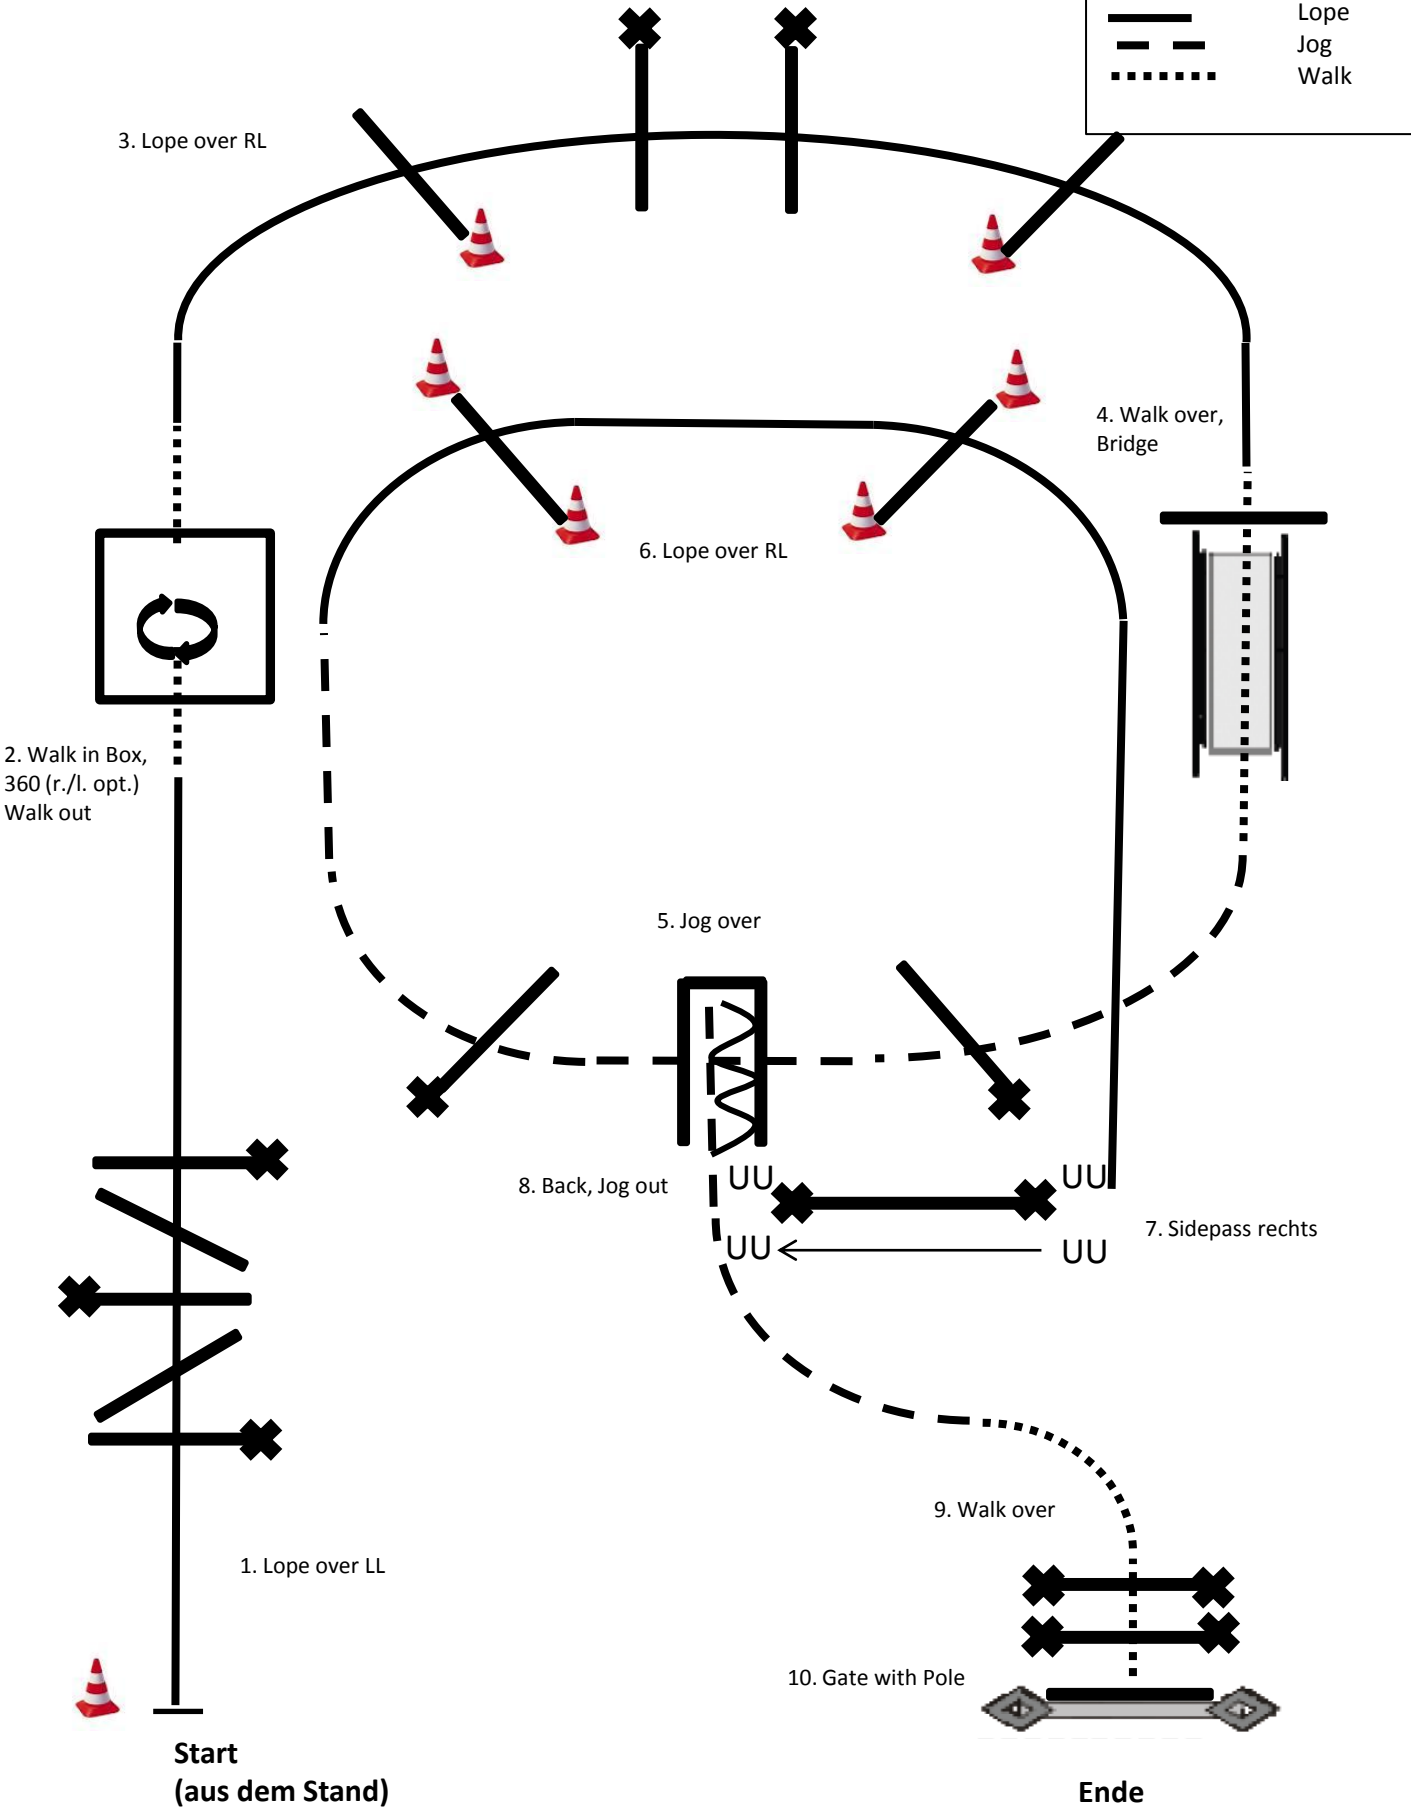 Lope
Jog
Walk
3. Lope over RL
4. Walk over,
Bridge
6. Lope over RL
2. Walk in Box,
360 (r./l. opt.)
Walk out
5. Jog over
UU
UU
8. Back, Jog out
7. Sidepass rechts
UU
UU
9. Walk over
1. Lope over LL
10. Gate with Pole
Start
(aus dem Stand)
Ende